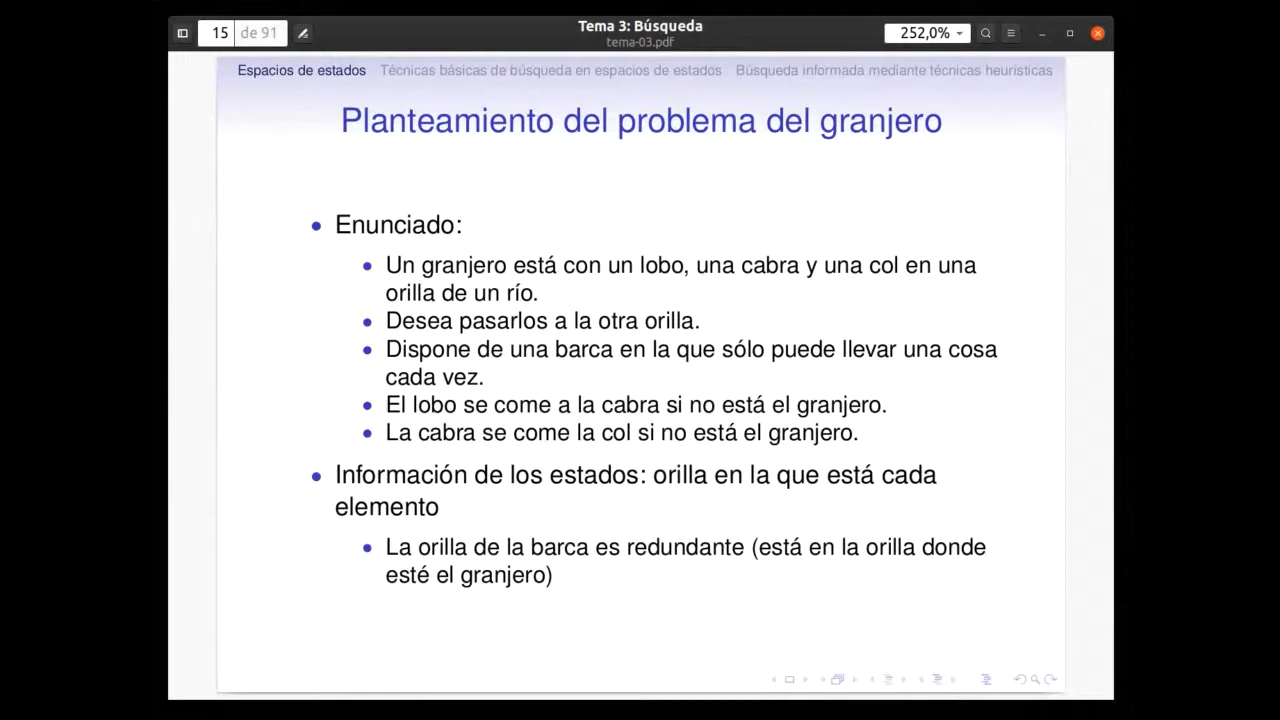 15 de 91
Tema 3: Búsqueda
tema-03.pdf
252,0%
Espacios de estados Técnicas básicas de búsqueda en espacios de estados Búsqueda informada mediante técnicas heurísticas
Planteamiento del problema del granjero
• Enunciado:
• Un granjero está con un lobo, una cabra y una col en una
orilla de un río.
• Desea pasarlos a la otra orilla.
• Dispone de una barca en la que sólo puede llevar una cosa
cada vez.
• El lobo se come a la cabra si no está el granjero.
• La cabra se come la col si no está el granjero.
• Información de los estados: orilla en la que está cada
elemento
• La orilla de la barca es redundante (está en la orilla donde
esté el granjero)